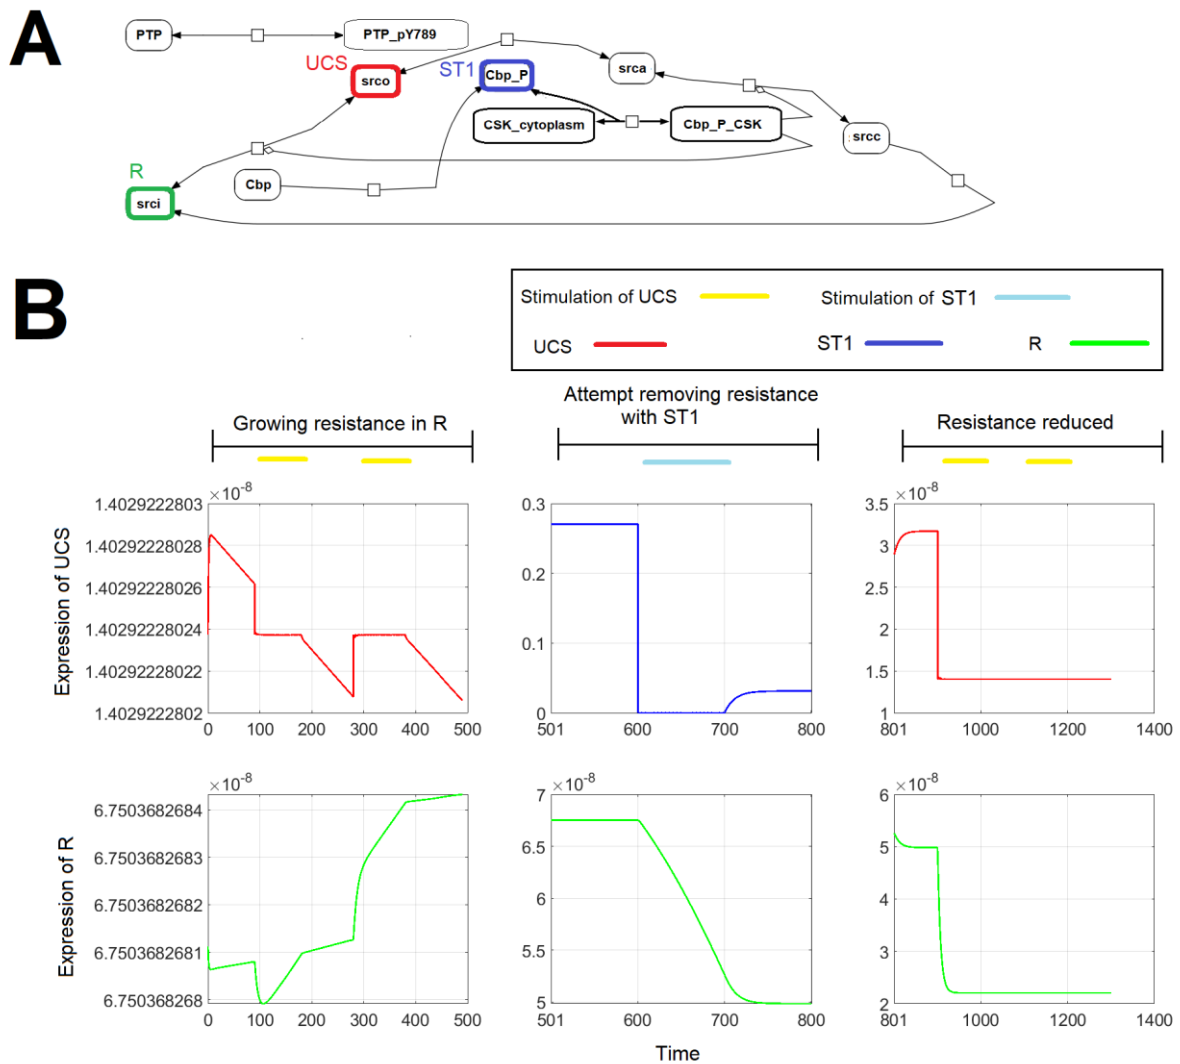 A
PTP
PTP_pY789
UCS
srco
ST1
Cbp_P
srca
CSK_cytoplasm
Cbp_P_CSK
srcc
R
Cbp
srci
B
Stimulation of UCS
Stimulation of ST1
UCS
ST1
R
Growing resistance in R
Attempt removing resistance
with ST1
Resistance reduced
Expression of UCS
×10^-8
1.4029222803
1.40292228028
1.40292228026
1.40292228024
1.40292228022
1.4029222802
0 100 200 300 400 500
0.3
0.2
0.1
0
501 600 700 800
×10^-8
3.5
3
2.5
2
1.5
1
801 1000 1200 1400
Expression of R
×10^-8
6.7503682684
6.7503682683
6.7503682682
6.7503682681
6.750368268
0 100 200 300 400 500
×10^-8
7
6.5
6
5.5
5
501 600 700 800
×10^-8
6
5
4
3
2
801 1000 1200 1400
Time